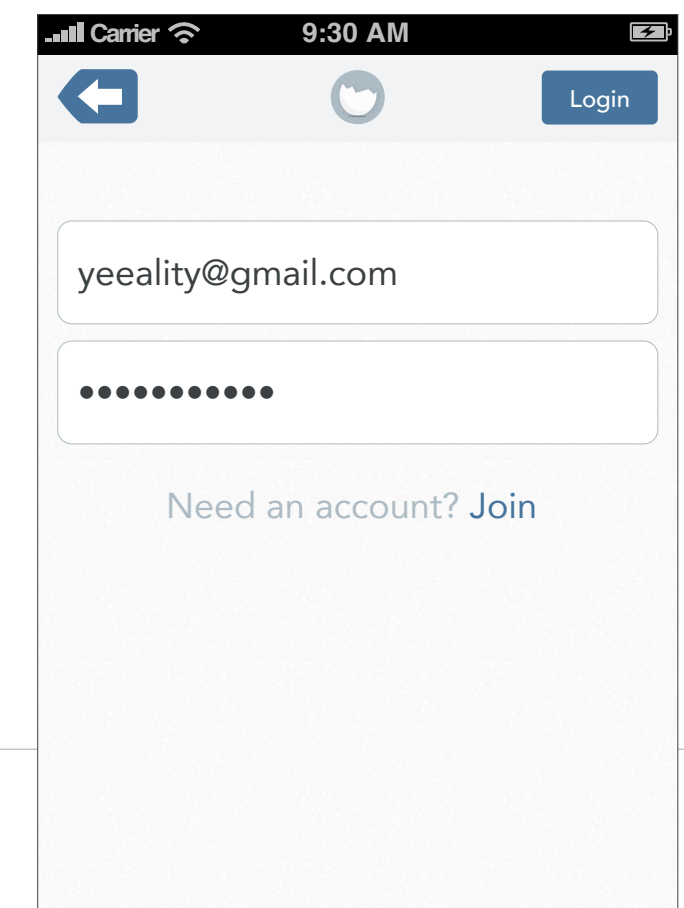 Carrier 9:30 AM
Login
yeeality@gmail.com
•••••••••••
Need an account? Join